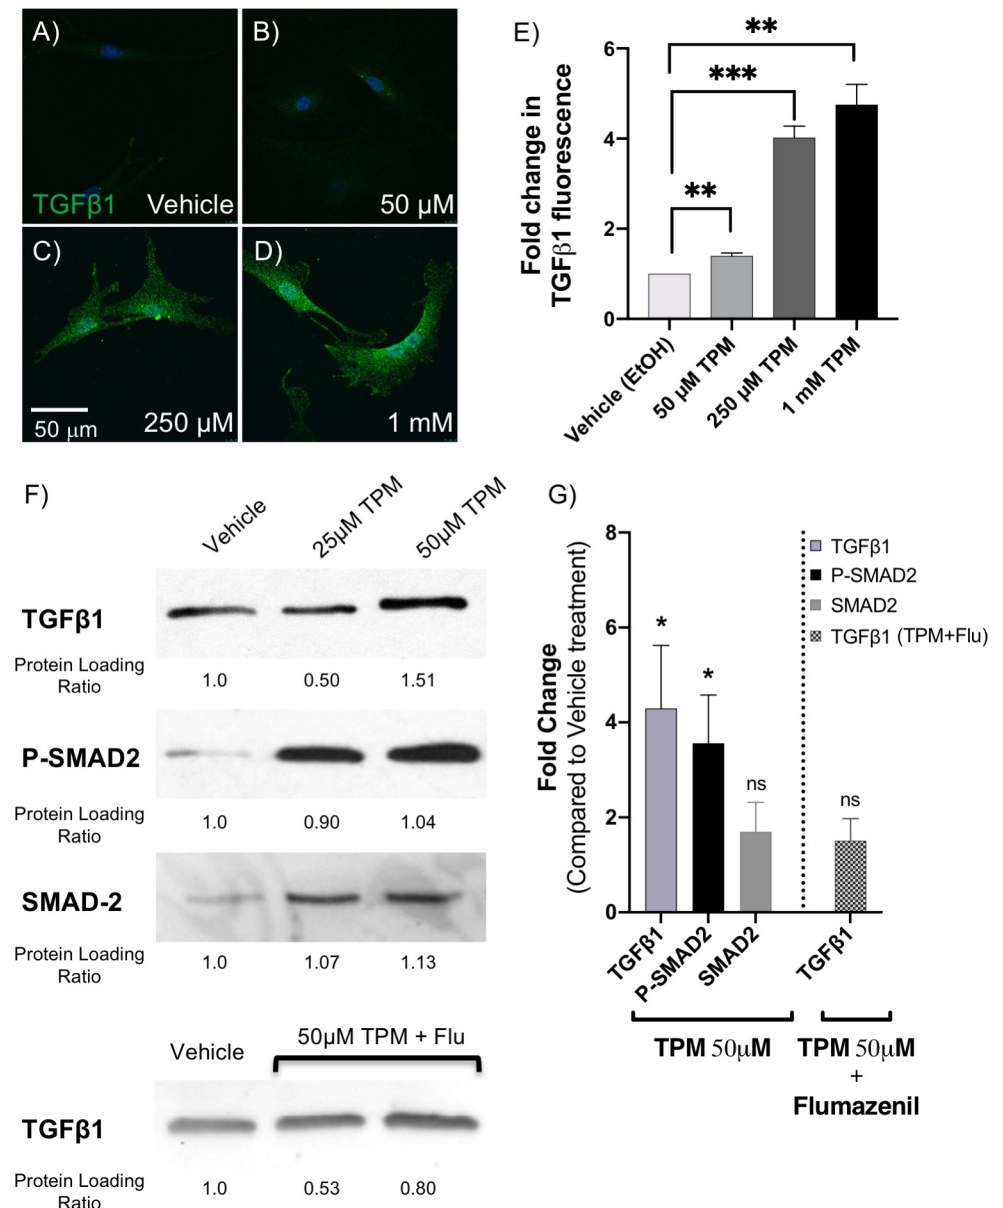 A)
TGFβ1 Vehicle
B)
50 µM
C)
50 µm
250 µM
D)
1 mM
E)
Fold change in
TGFβ1 fluorescence
6
4
2
0
**
***
**
Vehicle (EtOH)
50 µM TPM
250 µM TPM
1 mM TPM
F)
Vehicle
25µM TPM
50µM TPM
TGFβ1
Protein Loading
Ratio
1.0 0.50 1.51
P-SMAD2
Protein Loading
Ratio
1.0 0.90 1.04
SMAD-2
Protein Loading
Ratio
1.0 1.07 1.13
Vehicle
50µM TPM + Flu
TGFβ1
Protein Loading
Ratio
1.0 0.53 0.80
G)
Fold Change
(Compared to Vehicle treatment)
8
6
4
2
0
*
*
ns
ns
TGFβ1
P-SMAD2
SMAD2
TGFβ1 (TPM+Flu)
TGFβ1
P-SMAD2
SMAD2
TGFβ1
TPM 50µM
TPM 50µM
+
Flumazenil